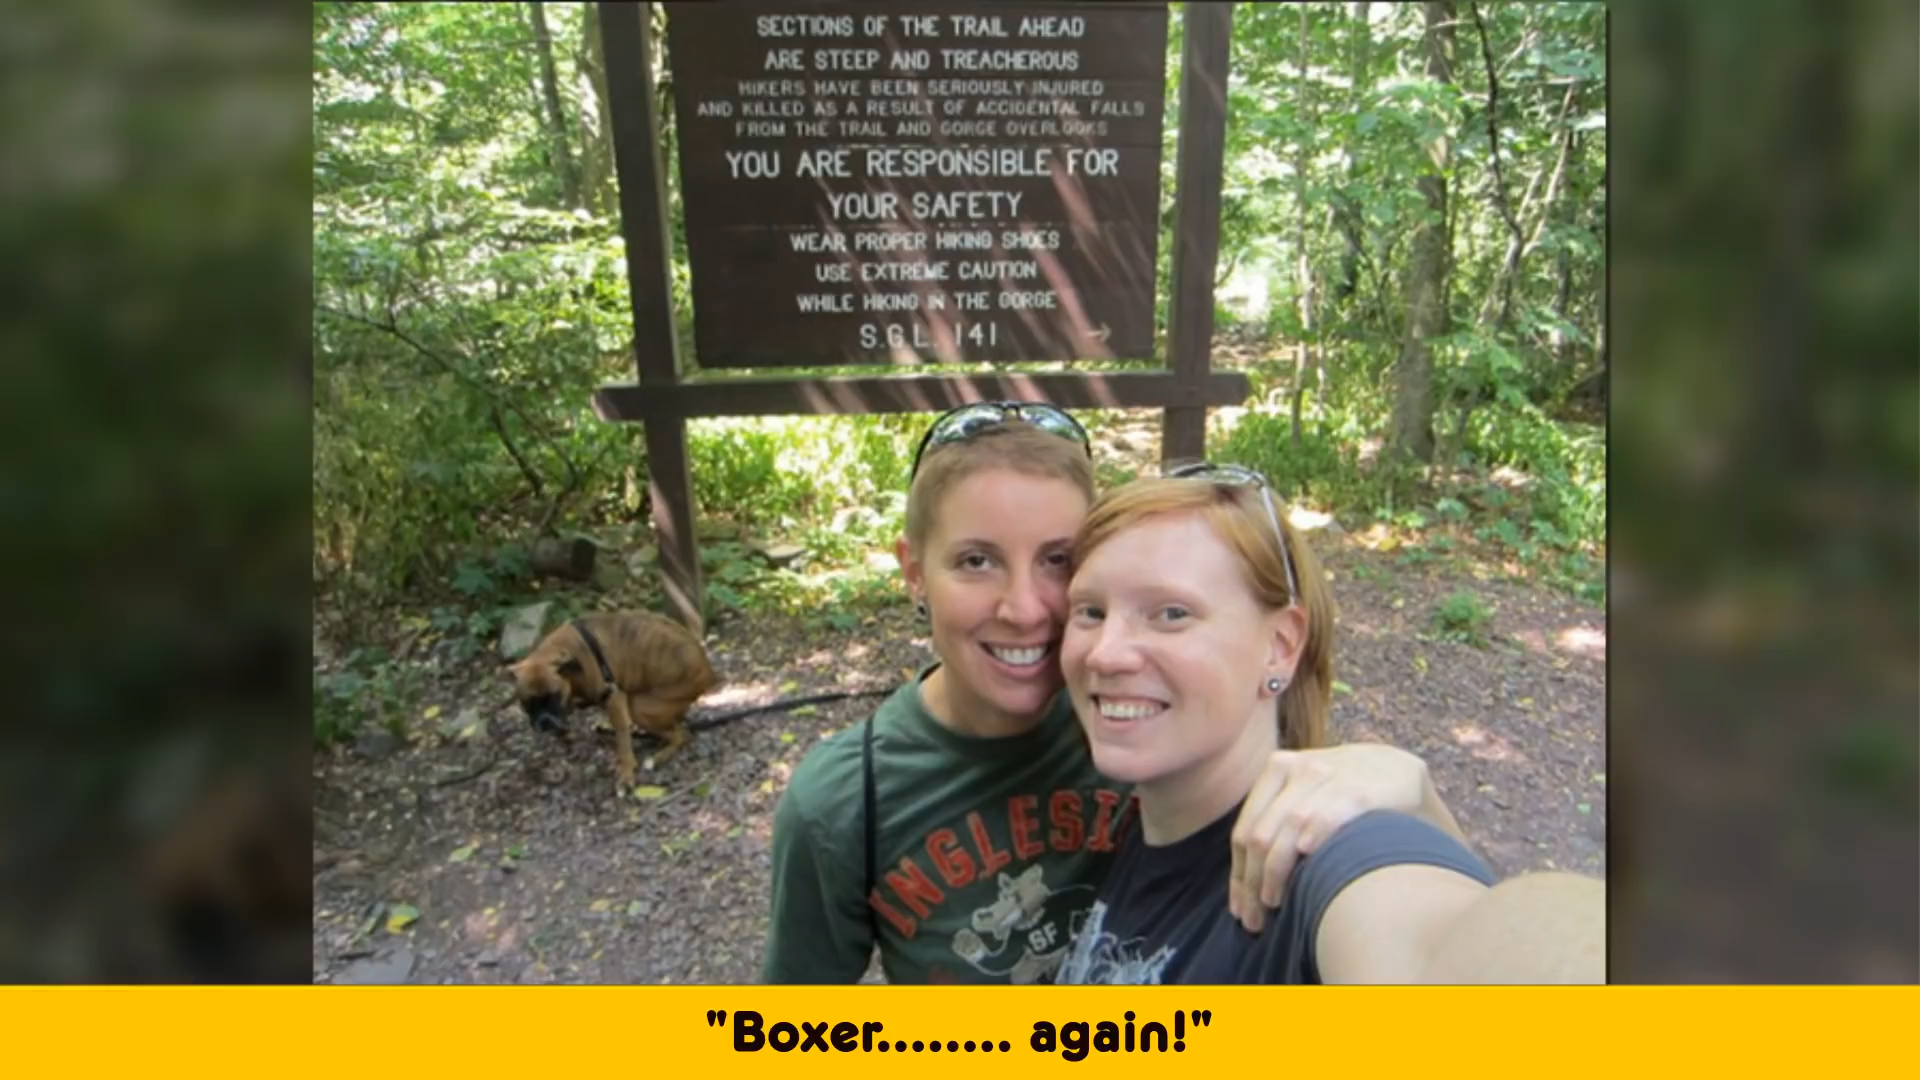 SECTIONS OF THE TRAIL AHEAD
ARE STEEP AND TREACHEROUS
HIKERS HAVE BEEN SERIOUSLY INJURED
AND KILLED AS A RESULT OF ACCIDENTAL FALLS
FROM THE TRAIL AND GORGE OVERLOOKS
YOU ARE RESPONSIBLE FOR
YOUR SAFETY
WEAR PROPER HIKING SHOES
USE EXTREME CAUTION
WHILE HIKING IN THE GORGE
S.G.L. 141 →
SF
"Boxer........ again!"